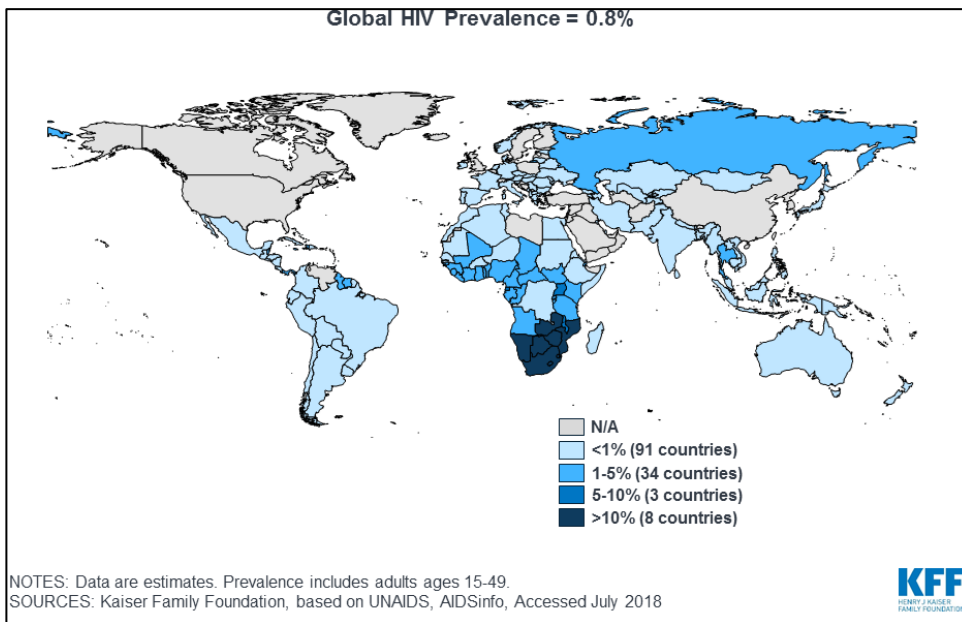 Global HIV Prevalence = 0.8%
N/A
<1% (91 countries)
1-5% (34 countries)
5-10% (3 countries)
>10% (8 countries)
NOTES: Data are estimates. Prevalence includes adults ages 15-49.
SOURCES: Kaiser Family Foundation, based on UNAIDS, AIDSinfo, Accessed July 2018
KFF
HENRY J KAISER
FAMILY FOUNDATION